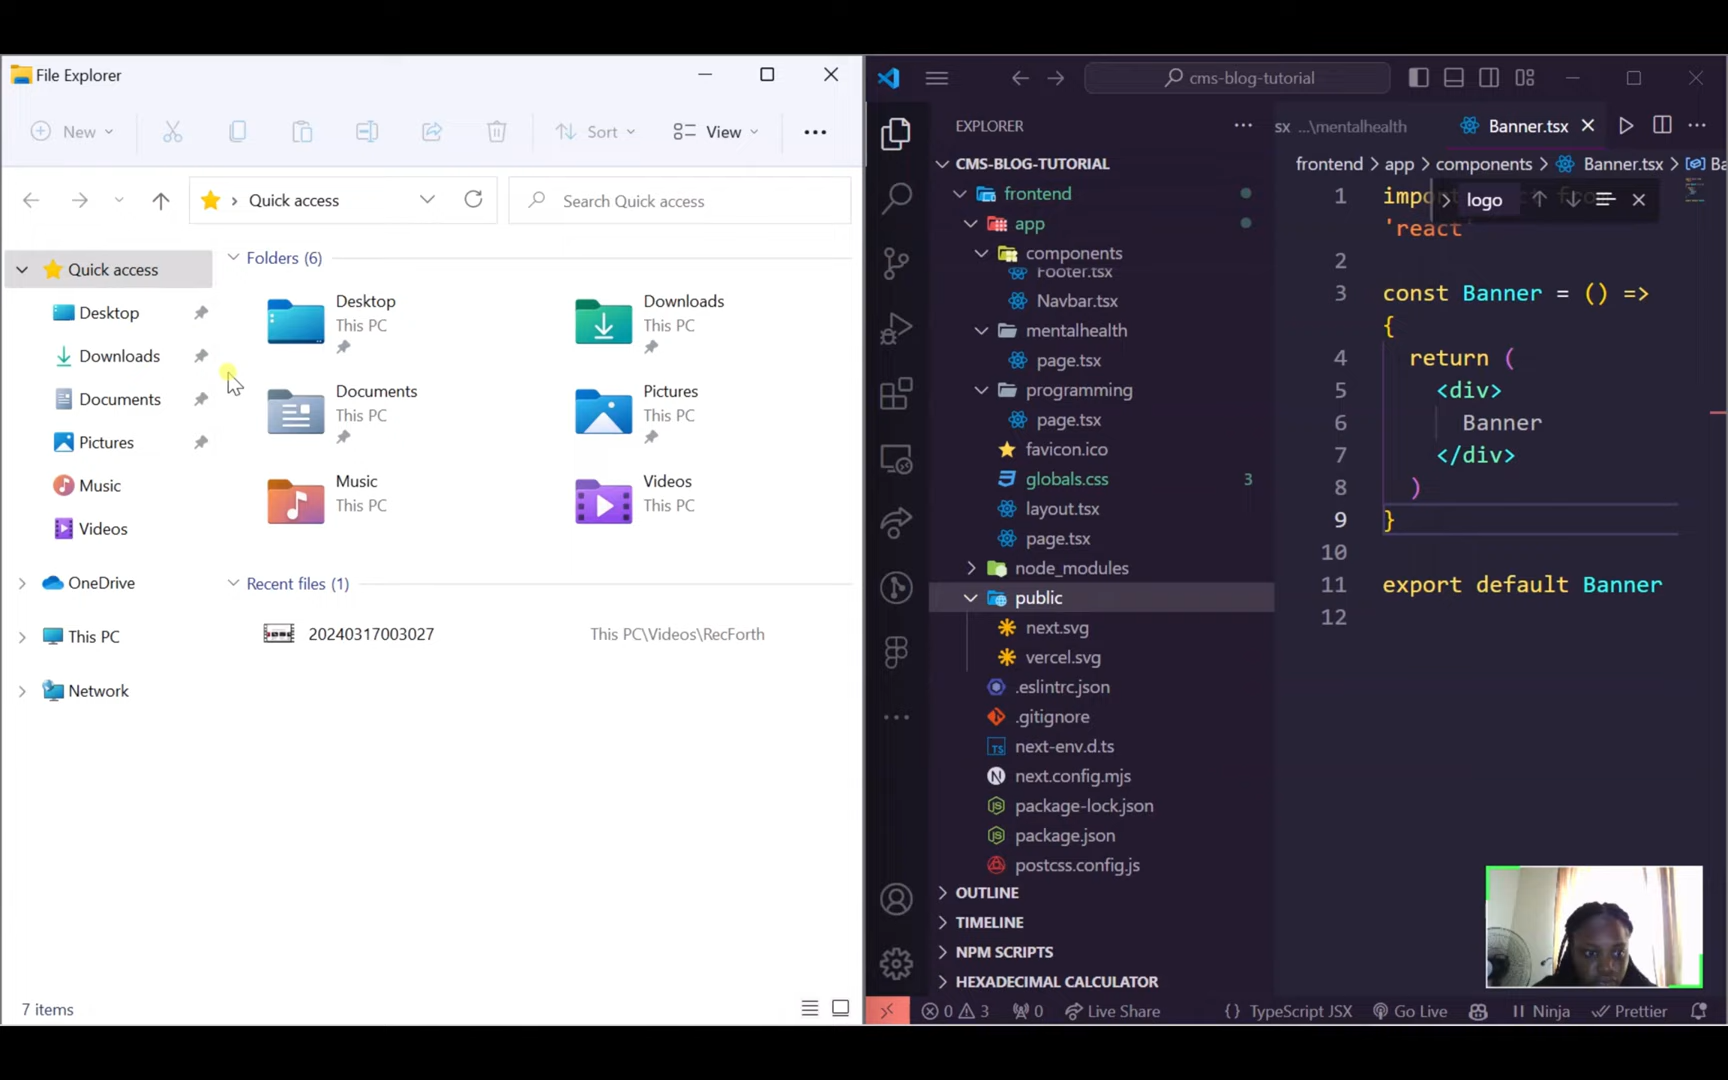 File Explorer
New
Sort
View
Quick access
Search Quick access
Quick access
Desktop
Downloads
Documents
Pictures
Music
Videos
OneDrive
This PC
Network
Folders (6)
Desktop
This PC
Downloads
This PC
Documents
This PC
Pictures
This PC
Music
This PC
Videos
This PC
Recent files (1)
20240317003027
This PC\Videos\RecForth
7 items
cms-blog-tutorial
EXPLORER
CMS-BLOG-TUTORIAL
frontend
app
components
Footer.tsx
Navbar.tsx
mentalhealth
page.tsx
programming
page.tsx
favicon.ico
globals.css 3
layout.tsx
page.tsx
node_modules
public
next.svg
vercel.svg
.eslintrc.json
.gitignore
next-env.d.ts
next.config.mjs
package-lock.json
package.json
postcss.config.js
OUTLINE
TIMELINE
NPM SCRIPTS
HEXADECIMAL CALCULATOR
sx ...\mentalhealth
Banner.tsx
frontend > app > components > Banner.tsx > Ba
logo
1 impo
'react'
2
3 const Banner = () =>
{
4 return (
5 <div>
6 Banner
7 </div>
8 )
9 }
10
11 export default Banner
12
0 3 0 Live Share {} TypeScript JSX Go Live Ninja Prettier